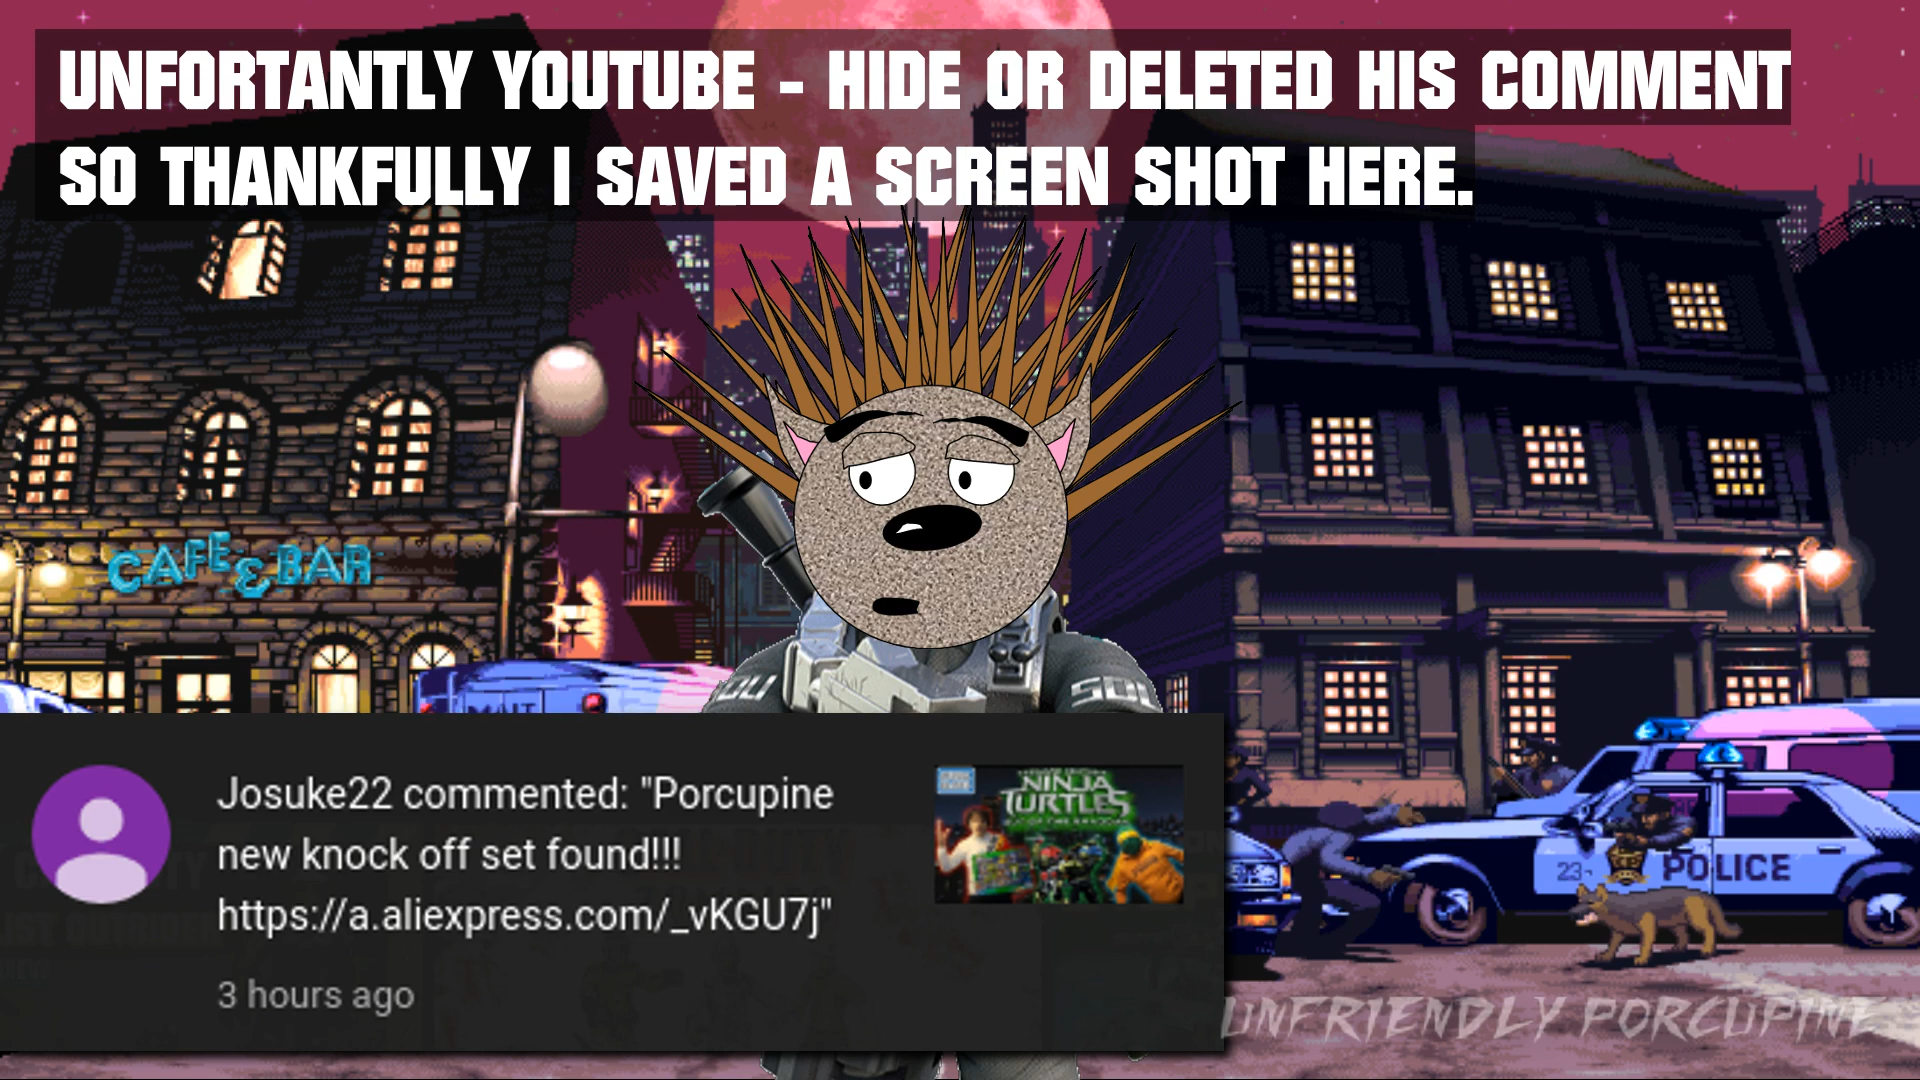 UNFORTANTLY YOUTUBE - HIDE OR DELETED HIS COMMENT
SO THANKFULLY I SAVED A SCREEN SHOT HERE.
CAFE & BAR
Josuke22 commented: "Porcupine
new knock off set found!!!
https://a.aliexpress.com/_vKGU7j"
3 hours ago
NINJA
TURTLES
23-
POLICE
UNFRIENDLY PORCUPINE